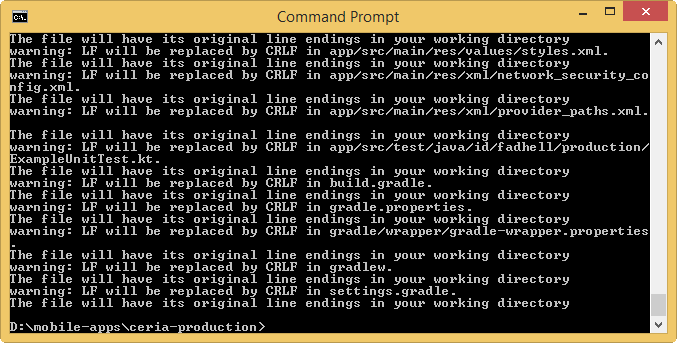 Command Prompt
The file will have its original line endings in your working directory
warning: LF will be replaced by CRLF in app/src/main/res/values/styles.xml.
The file will have its original line endings in your working directory
warning: LF will be replaced by CRLF in app/src/main/res/xml/network_security_co
nfig.xml.
The file will have its original line endings in your working directory
warning: LF will be replaced by CRLF in app/src/main/res/xml/provider_paths.xml.
The file will have its original line endings in your working directory
warning: LF will be replaced by CRLF in app/src/test/java/id/fadhell/production/
ExampleUnitTest.kt.
The file will have its original line endings in your working directory
warning: LF will be replaced by CRLF in build.gradle.
The file will have its original line endings in your working directory
warning: LF will be replaced by CRLF in gradle.properties.
The file will have its original line endings in your working directory
warning: LF will be replaced by CRLF in gradle/wrapper/gradle-wrapper.properties
.
The file will have its original line endings in your working directory
warning: LF will be replaced by CRLF in gradlew.
The file will have its original line endings in your working directory
warning: LF will be replaced by CRLF in settings.gradle.
The file will have its original line endings in your working directory
D:\mobile-apps\ceria-production>